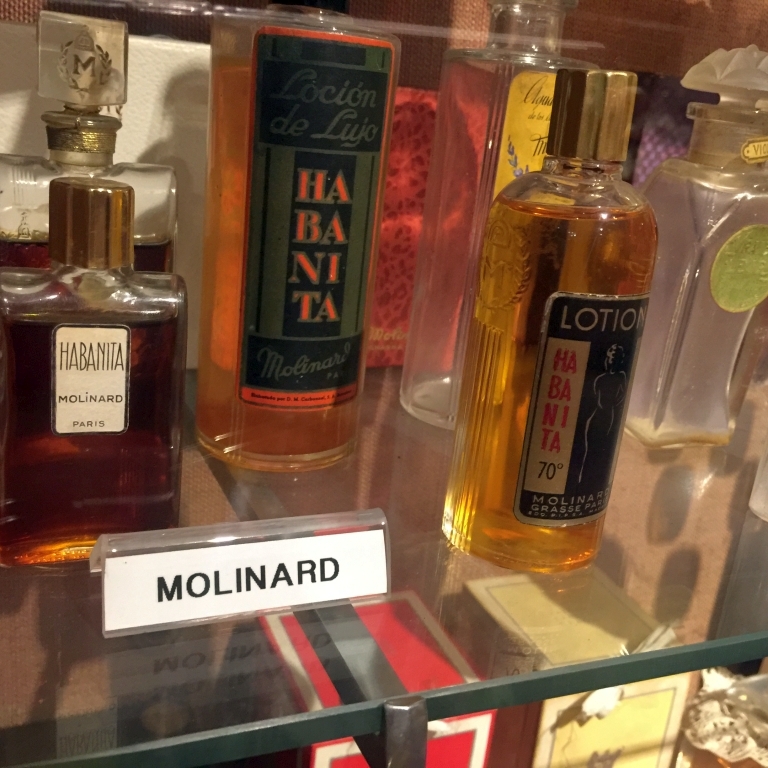 M
HABANITA
MOLINARD
PARIS
Loción
de Lujo
HA
BA
NI
TA
Molinard
LOTION
HA
BA
NI
TA
70°
MOLINARD
GRASSE PARIS
MOLINARD